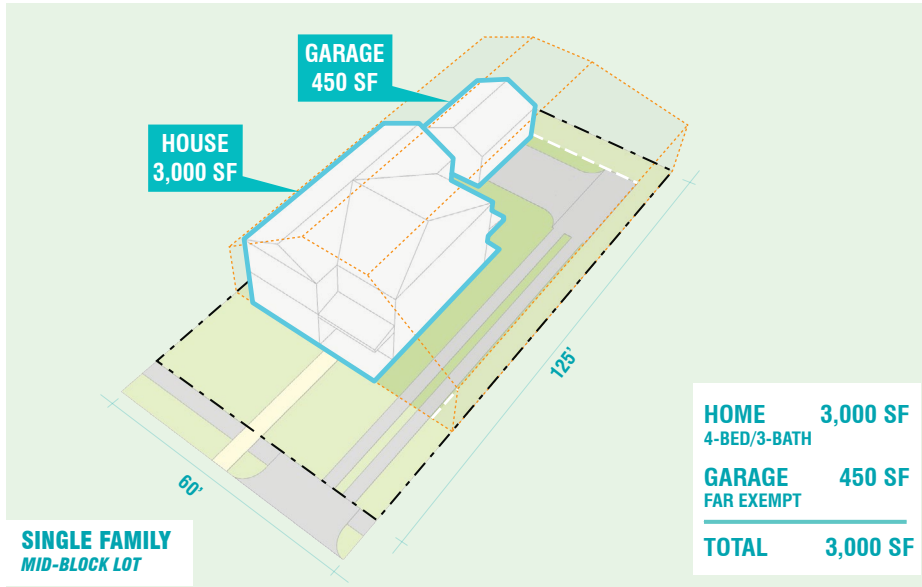 GARAGE
450 SF
HOUSE
3,000 SF
125'
60'
HOME 3,000 SF
4-BED/3-BATH
GARAGE 450 SF
FAR EXEMPT
TOTAL 3,000 SF
SINGLE FAMILY
MID-BLOCK LOT